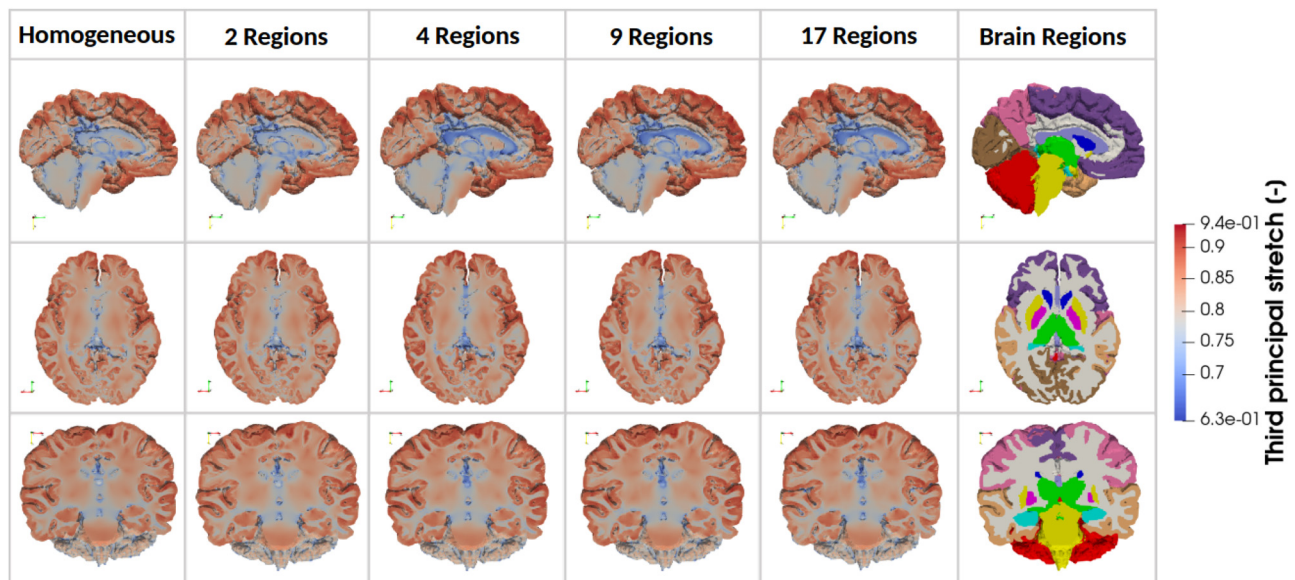 Homogeneous
2 Regions
4 Regions
9 Regions
17 Regions
Brain Regions
9.4e-01
0.9
0.85
0.8
0.75
0.7
6.3e-01
Third principal stretch (-)